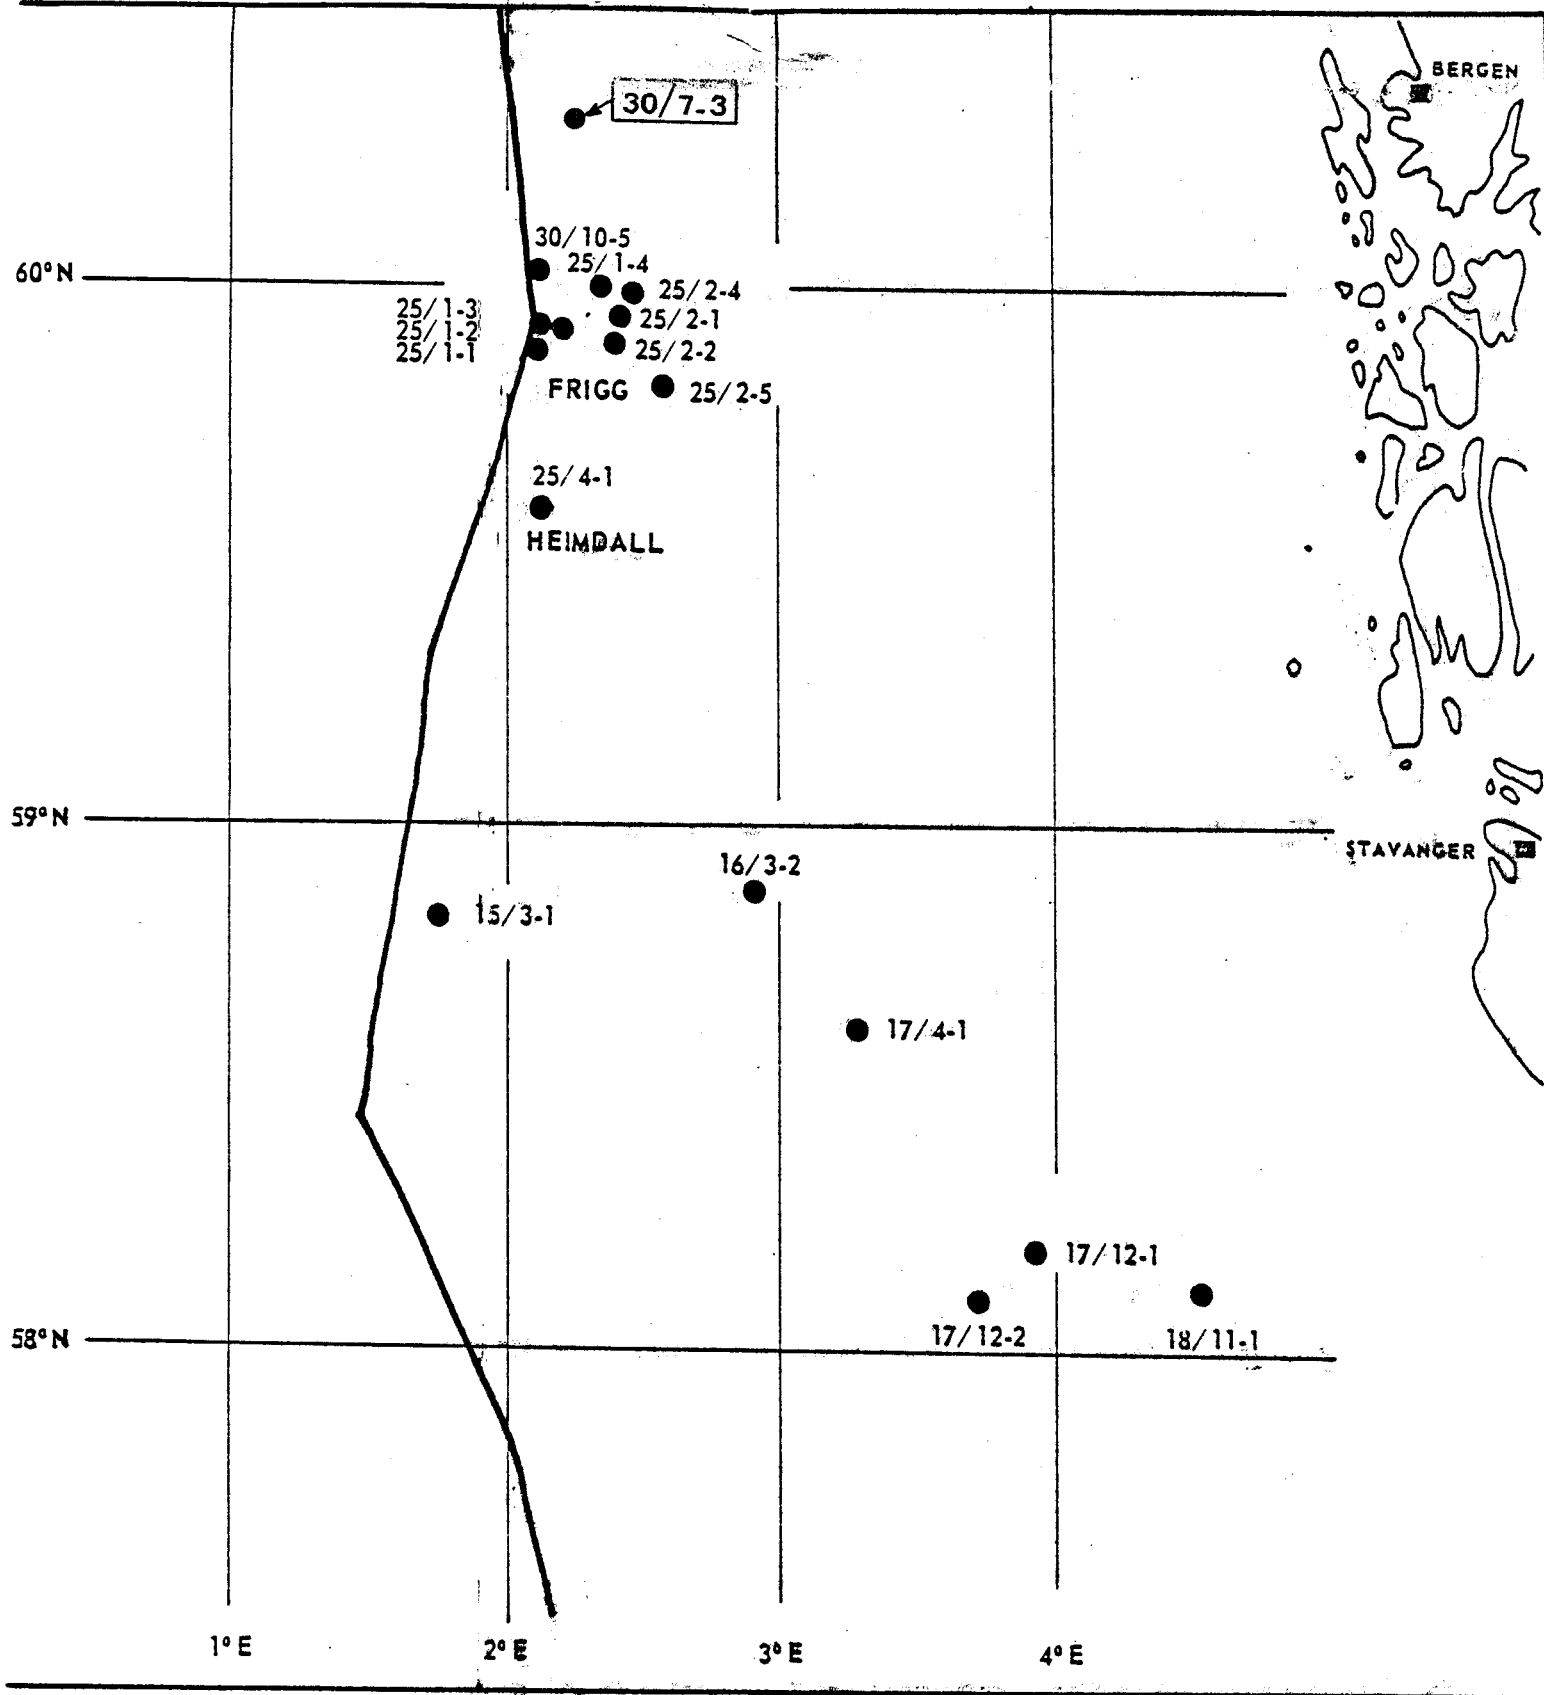 BERGEN
30/7-3
30/10-5
25/1-4
60°N
25/2-4
25/1-3
25/2-1
25/1-2
25/1-1
25/2-2
FRIGG
25/2-5
25/4-1
HEIMDALL
59°N
STAVANGER
16/3-2
15/3-1
17/4-1
17/12-1
58°N
17/12-2
18/11-1
1°E
2°E
3°E
4°E